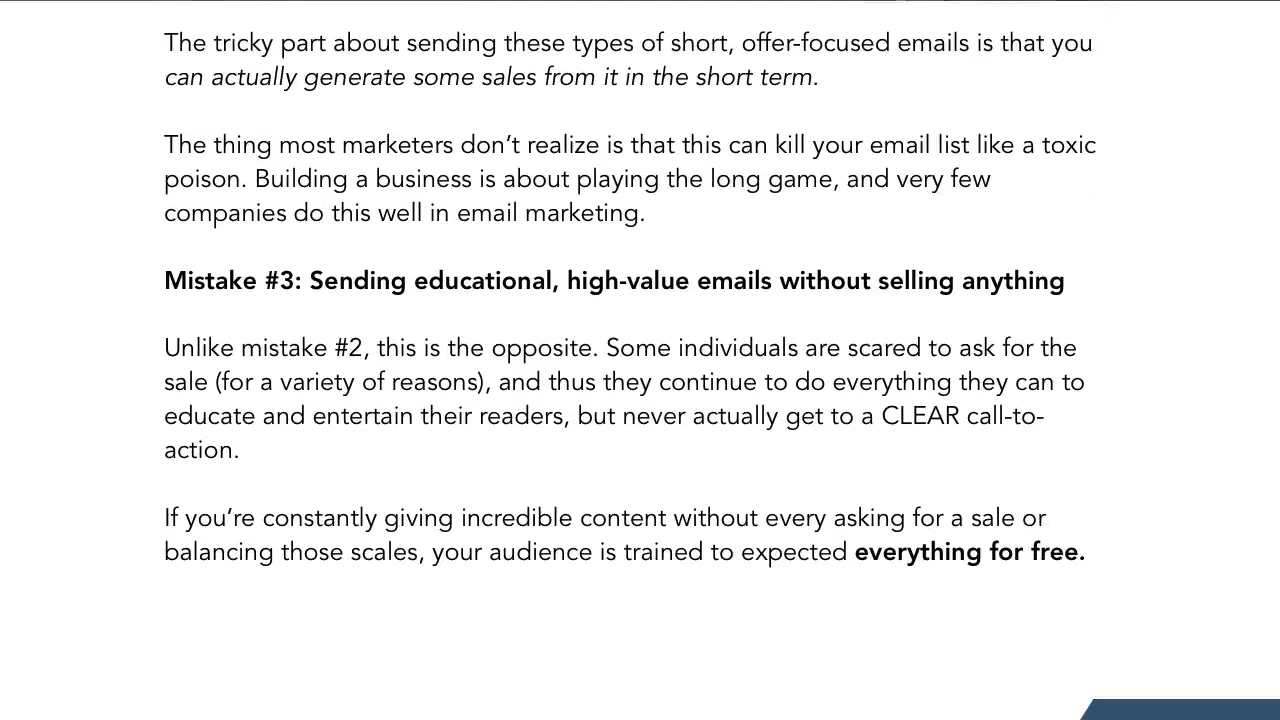 The tricky part about sending these types of short, offer-focused emails is that you
can actually generate some sales from it in the short term.
The thing most marketers don’t realize is that this can kill your email list like a toxic
poison. Building a business is about playing the long game, and very few
companies do this well in email marketing.
Mistake #3: Sending educational, high-value emails without selling anything
Unlike mistake #2, this is the opposite. Some individuals are scared to ask for the
sale (for a variety of reasons), and thus they continue to do everything they can to
educate and entertain their readers, but never actually get to a CLEAR call-to-
action.
If you’re constantly giving incredible content without every asking for a sale or
balancing those scales, your audience is trained to expected everything for free.